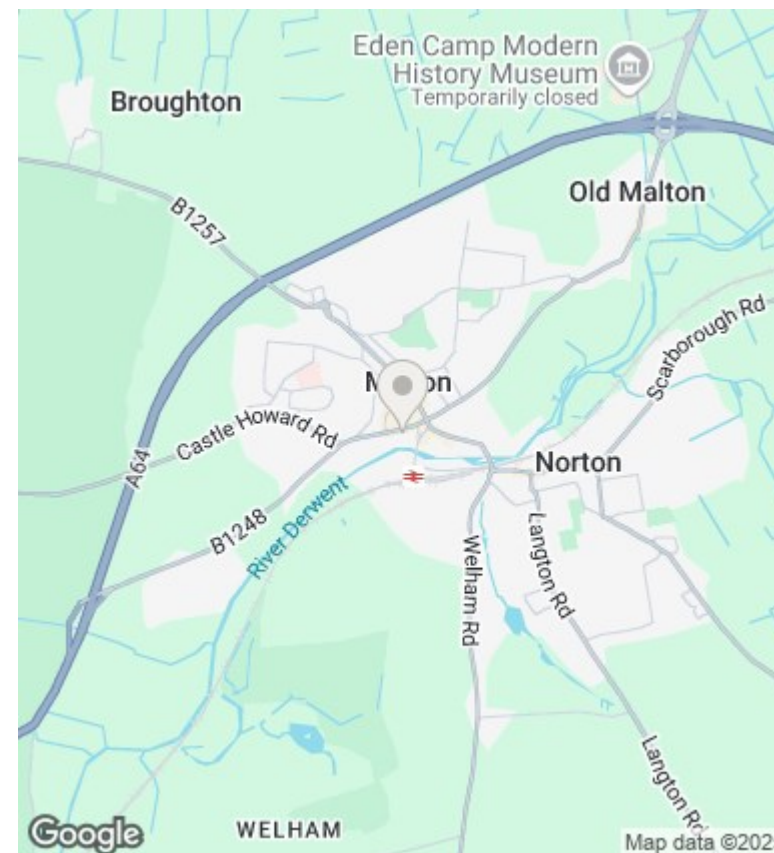 Eden Camp Modern
History Museum
Temporarily closed
Broughton
Old Malton
B1257
Scarborough Rd
Castle Howard Rd
Norton
A64
B1248
River Derwent
Langton Rd
Welham Rd
Langton Rd
WELHAM
Google
Map data ©202